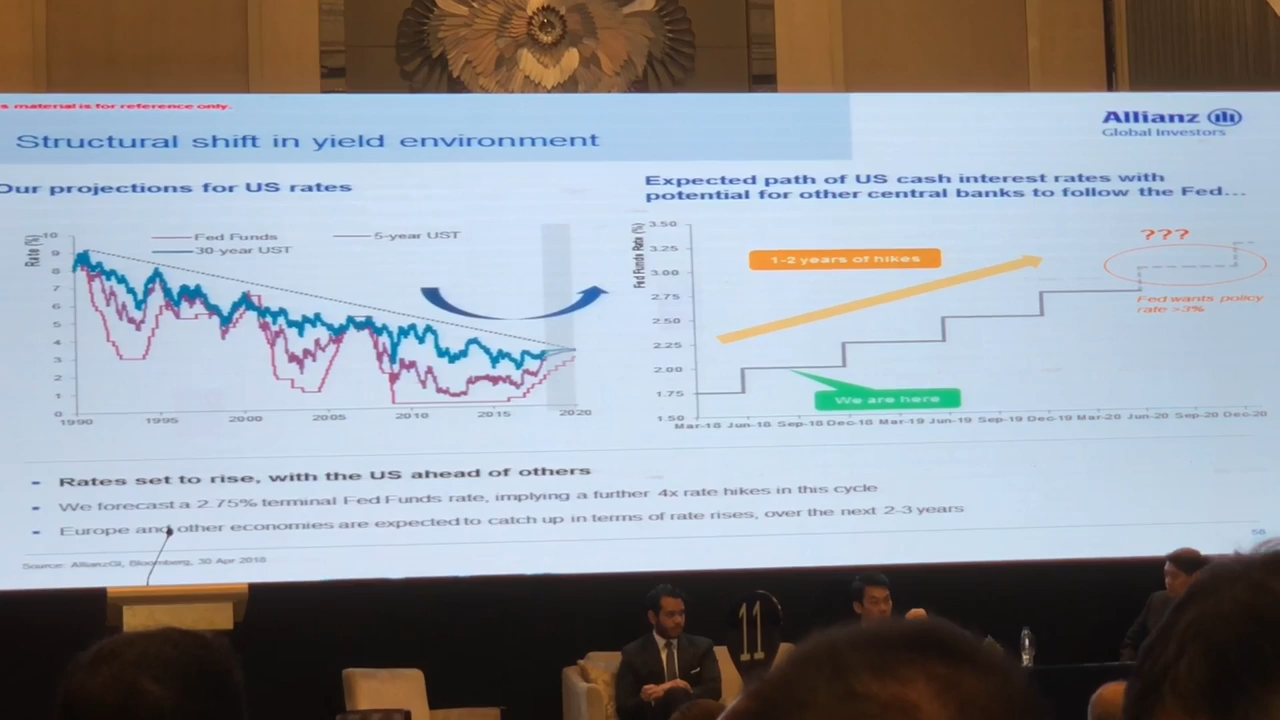 s material is for reference only.
Structural shift in yield environment
Allianz
Global Investors
Our projections for US rates
Rate (%)
10
9
8
7
6
5
4
3
2
1
0
Fed Funds
5-year UST
30-year UST
1990 1995 2000 2005 2010 2015 2020
Expected path of US cash interest rates with
potential for other central banks to follow the Fed...
Fed Funds Rate (%)
3.50
3.25
3.00
2.75
2.50
2.25
2.00
1.75
1.50
1-2 years of hikes
???
Fed wants policy
rate >3%
We are here
Mar-18 Jun-18 Sep-18 Dec-18 Mar-19 Jun-19 Sep-19 Dec-19 Mar-20 Jun-20 Sep-20 Dec-20
Rates set to rise, with the US ahead of others
We forecast a 2.75% terminal Fed Funds rate, implying a further 4x rate hikes in this cycle
Europe and other economies are expected to catch up in terms of rate rises, over the next 2-3 years
Source: AllianzGI, Bloomberg, 30 Apr 2018
56
11